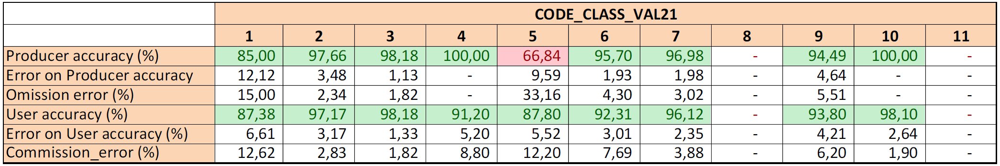 CODE_CLASS_VAL21
1 2 3 4 5 6 7 8 9 10 11
Producer accuracy (%) 85,00 97,66 98,18 100,00 66,84 95,70 96,98 - 94,49 100,00 -
Error on Producer accuracy 12,12 3,48 1,13 - 9,59 1,93 1,98 - 4,64 - -
Omission error (%) 15,00 2,34 1,82 - 33,16 4,30 3,02 - 5,51 - -
User accuracy (%) 87,38 97,17 98,18 91,20 87,80 92,31 96,12 - 93,80 98,10 -
Error on User accuracy (%) 6,61 3,17 1,33 5,20 5,52 3,01 2,35 - 4,21 2,64 -
Commission_error (%) 12,62 2,83 1,82 8,80 12,20 7,69 3,88 - 6,20 1,90 -